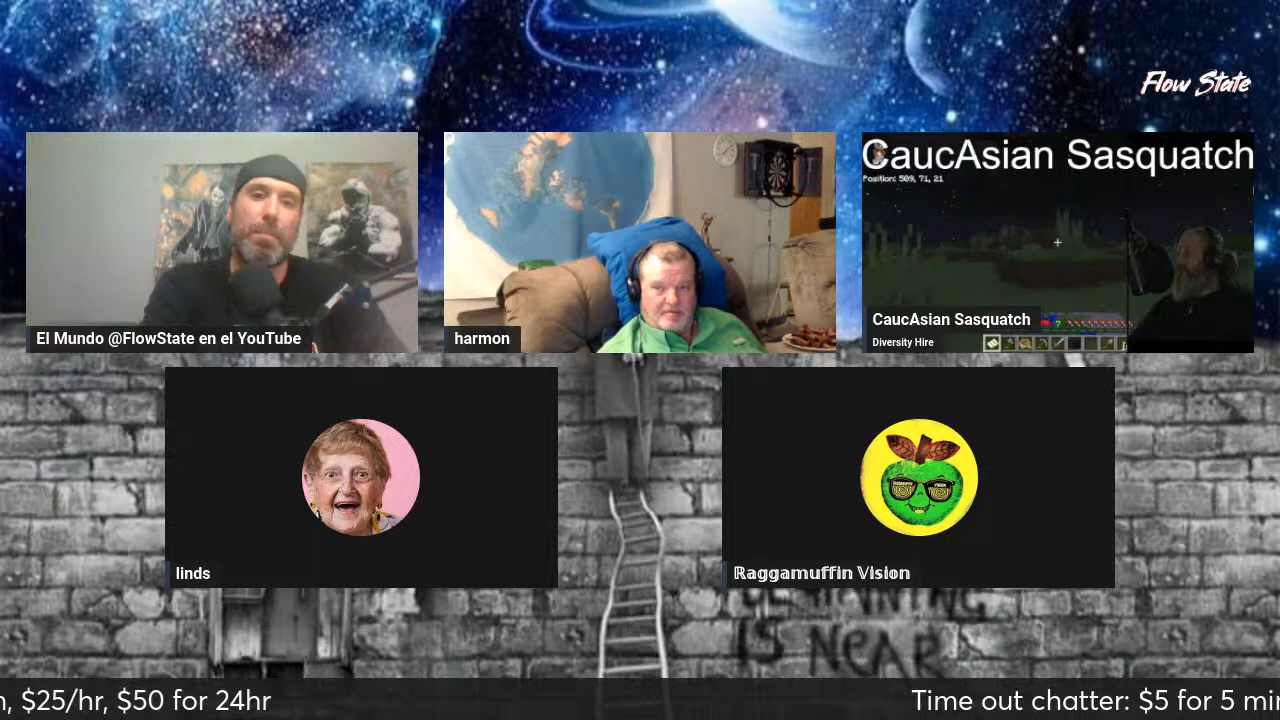 Flow State
CaucAsian Sasquatch
Position: 509, 71, 21
El Mundo @FlowState en el YouTube
harmon
CaucAsian Sasquatch
Diversity Hire
linds
ℝaggamuffin 𝕍ision
BEGINNING
IS NEAR
, $25/hr, $50 for 24hr
Time out chatter: $5 for 5 mi